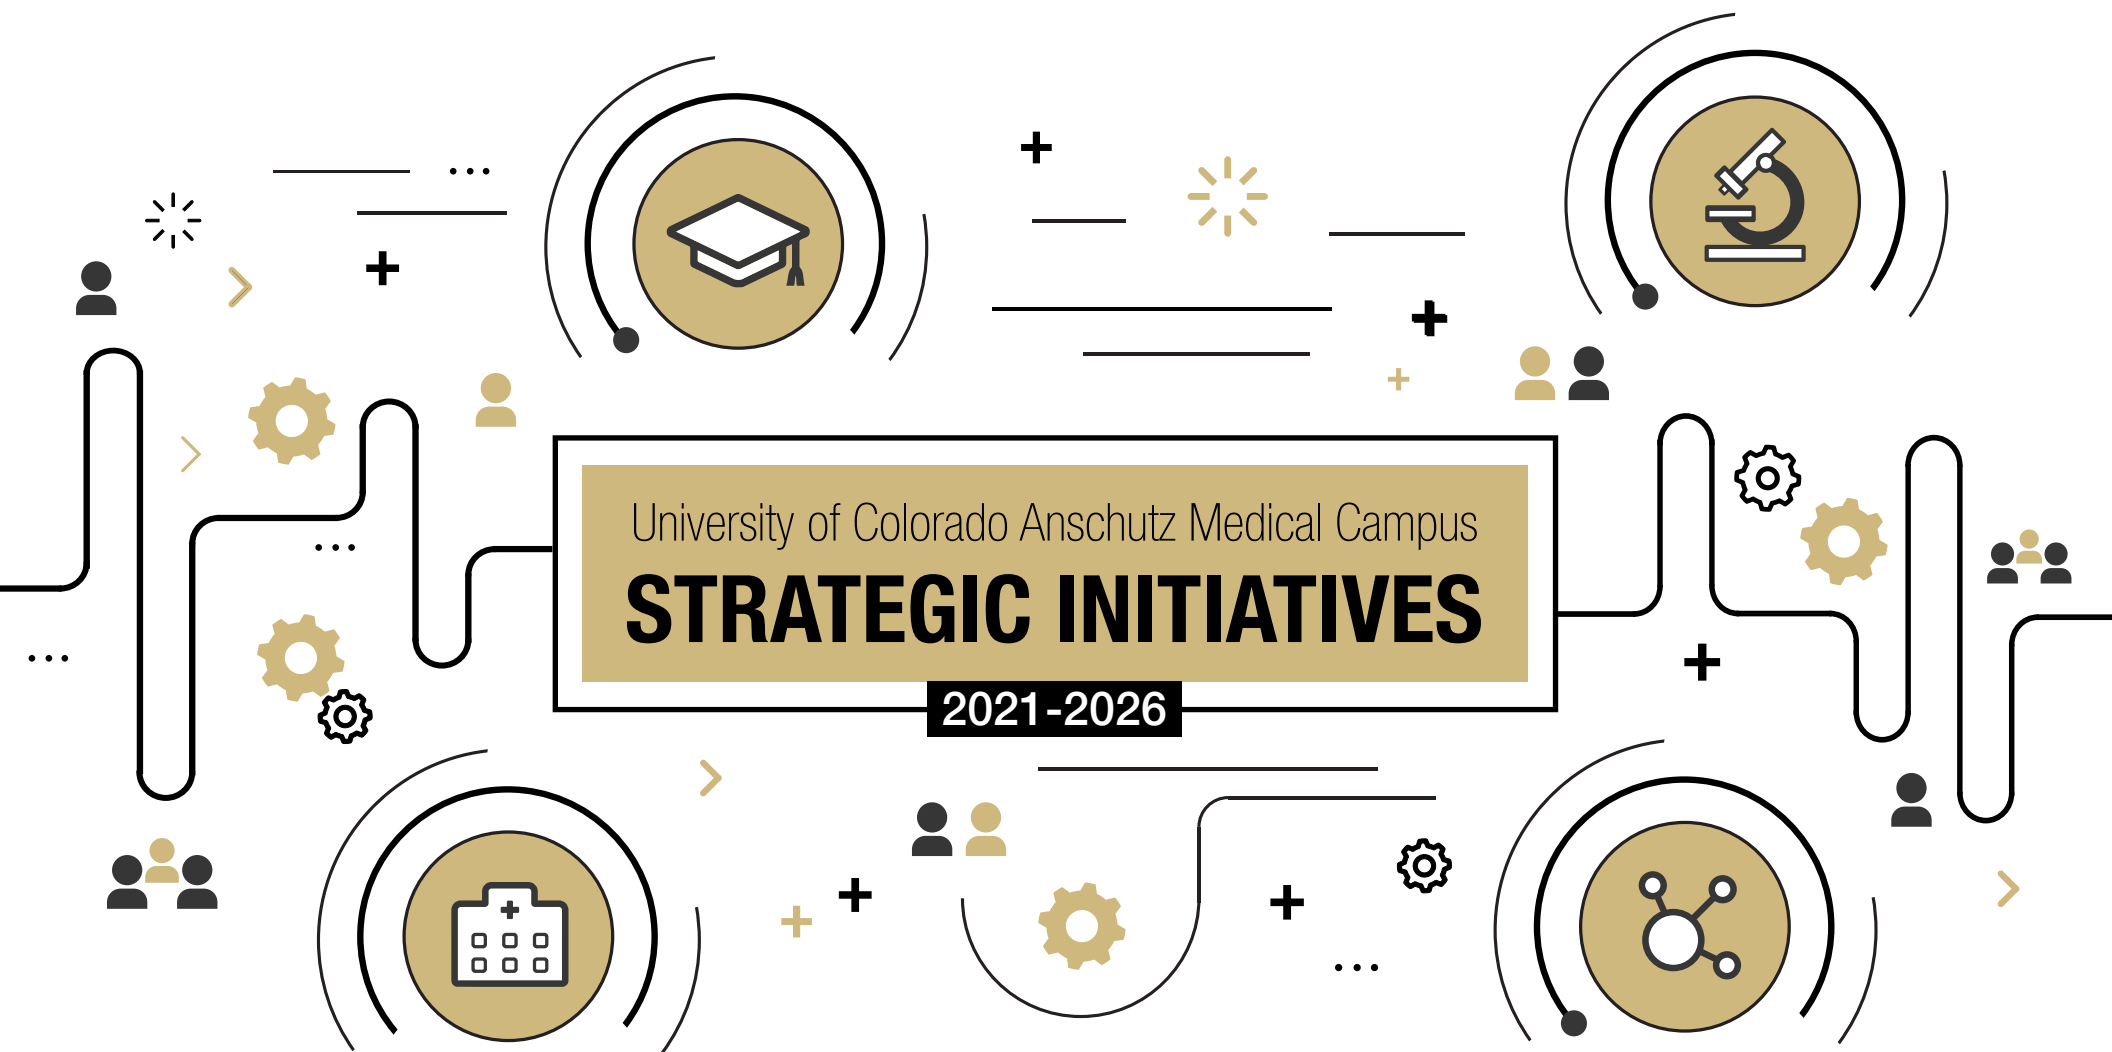 University of Colorado Anschutz Medical Campus
STRATEGIC INITIATIVES
2021-2026